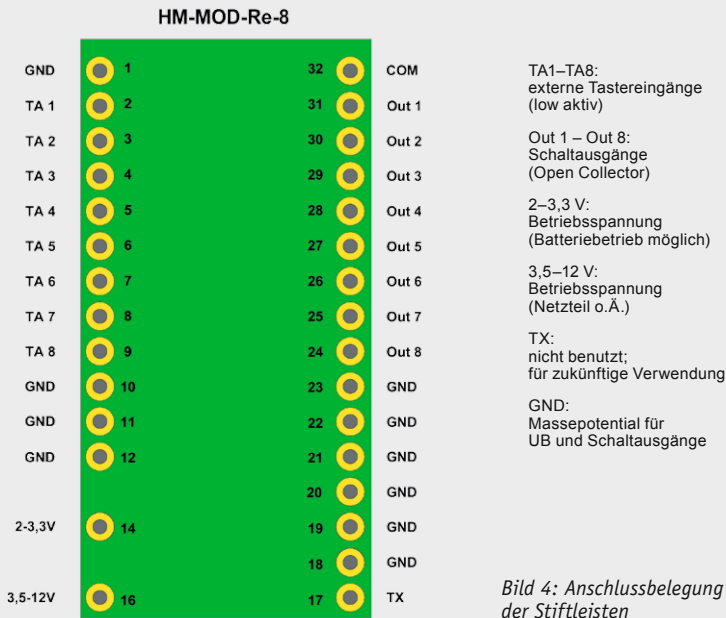 HM-MOD-Re-8
GND 1 32 COM
TA 1 2 31 Out 1
TA 2 3 30 Out 2
TA 3 4 29 Out 3
TA 4 5 28 Out 4
TA 5 6 27 Out 5
TA 6 7 26 Out 6
TA 7 8 25 Out 7
TA 8 9 24 Out 8
GND 10 23 GND
GND 11 22 GND
GND 12 21 GND
20 GND
2-3,3V 14 19 GND
18 GND
3,5-12V 16 17 TX
TA1–TA8:
externe Tastereingänge
(low aktiv)
Out 1 – Out 8:
Schaltausgänge
(Open Collector)
2–3,3 V:
Betriebsspannung
(Batteriebetrieb möglich)
3,5–12 V:
Betriebsspannung
(Netzteil o.Ä.)
TX:
nicht benutzt;
für zukünftige Verwendung
GND:
Massepotential für
UB und Schaltausgänge
Bild 4: Anschlussbelegung
der Stiftleisten